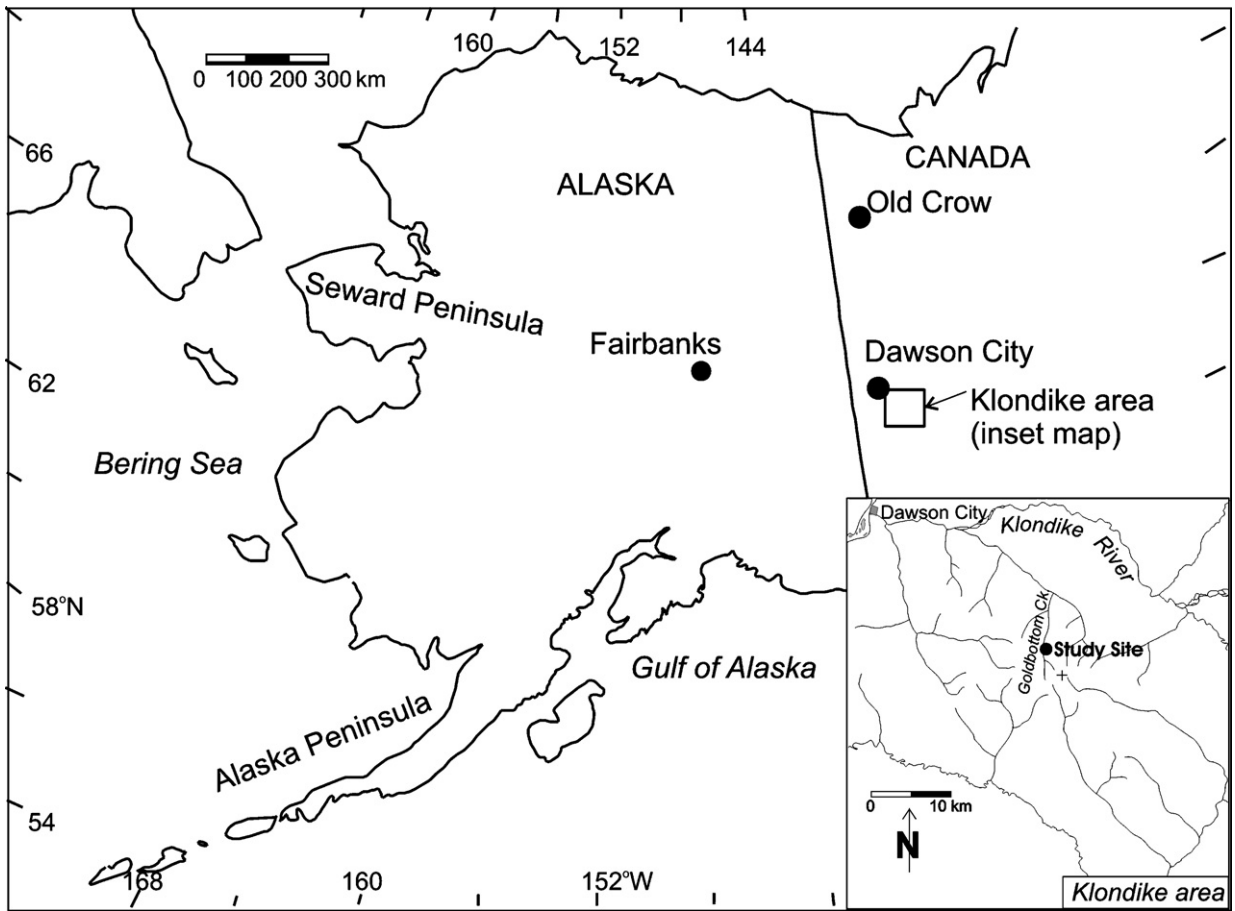 160
152
144
0 100 200 300 km
66
ALASKA
CANADA
Old Crow
Seward Peninsula
Fairbanks
Dawson City
62
Klondike area
(inset map)
Bering Sea
Dawson City
Klondike
River
58°N
Goldbottom Ck.
Study Site
Gulf of Alaska
Alaska Peninsula
54
0 10 km
N
168
160
152°W
Klondike area